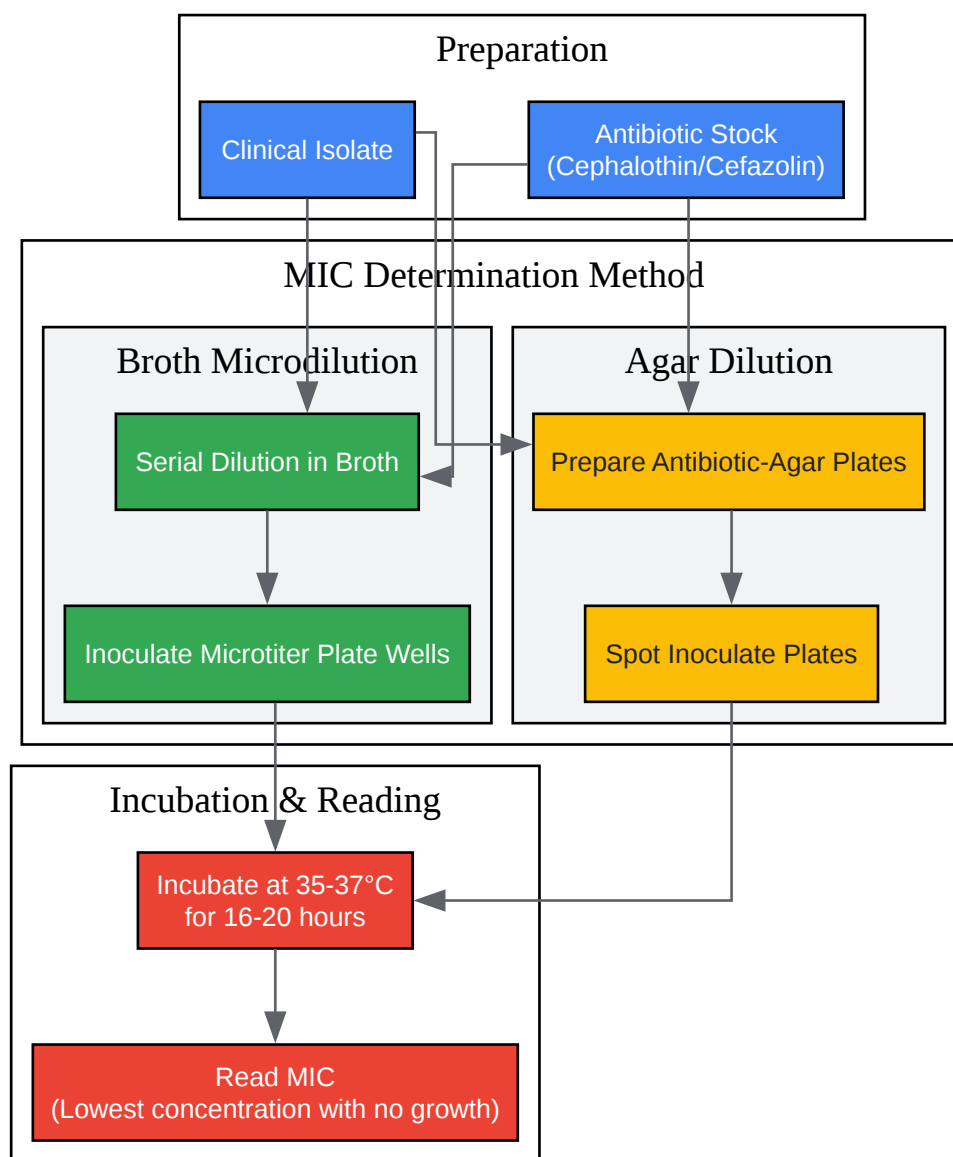 Preparation
Clinical Isolate
Antibiotic Stock
(Cephalothin/Cefazolin)
MIC Determination Method
Broth Microdilution
Agar Dilution
Serial Dilution in Broth
Prepare Antibiotic-Agar Plates
Inoculate Microtiter Plate Wells
Spot Inoculate Plates
Incubation & Reading
Incubate at 35-37°C
for 16-20 hours
Read MIC
(Lowest concentration with no growth)